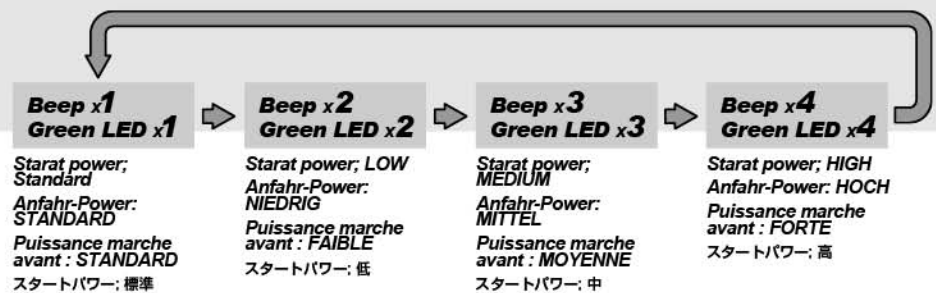 Beep x1
Green LED x1
Starat power;
Standard
Anfahr-Power:
STANDARD
Puissance marche
avant : STANDARD
スタートパワー; 標準
Beep x2
Green LED x2
Starat power; LOW
Anfahr-Power:
NIEDRIG
Puissance marche
avant : FAIBLE
スタートパワー; 低
Beep x3
Green LED x3
Starat power;
MEDIUM
Anfahr-Power:
MITTEL
Puissance marche
avant : MOYENNE
スタートパワー; 中
Beep x4
Green LED x4
Starat power; HIGH
Anfahr-Power: HOCH
Puissance marche
avant : FORTE
スタートパワー; 高